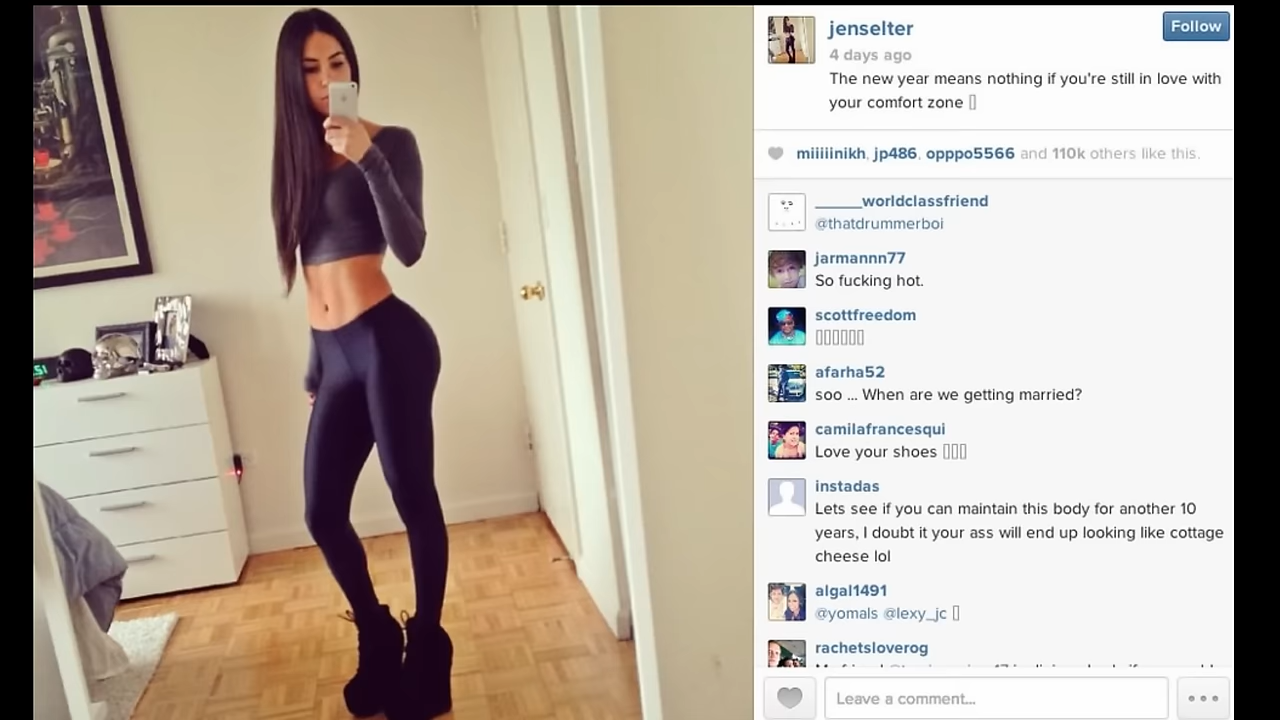 jenselter
Follow
4 days ago
The new year means nothing if you're still in love with
your comfort zone
miiiiinikh, jp486, opppo5566 and 110k others like this.
_____worldclassfriend
@thatdrummerboi
jarmannn77
So fucking hot.
scottfreedom
afarha52
soo ... When are we getting married?
camilafrancesqui
Love your shoes
instadas
Lets see if you can maintain this body for another 10
years, I doubt it your ass will end up looking like cottage
cheese lol
algal1491
@yomals @lexy_jc
rachetsloverog
Leave a comment...